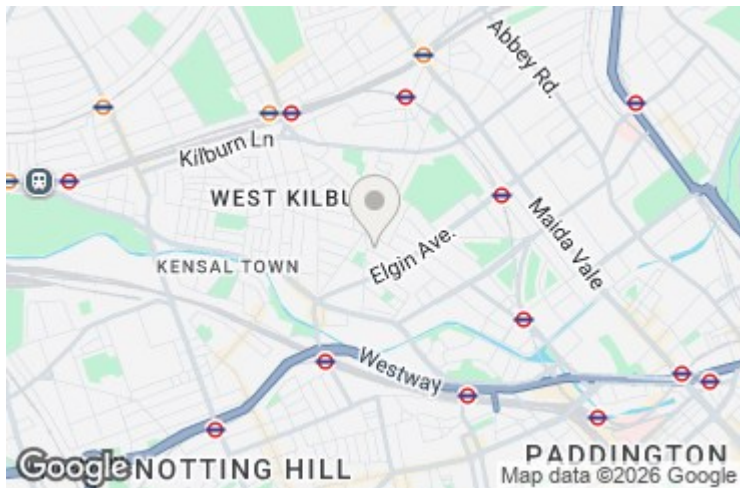 Abbey Rd.
Kilburn Ln
WEST KILBU
Maida Vale
Elgin Ave.
KENSAL TOWN
Westway
PADDINGTON
Google
NOTTING HILL
Map data ©2026 Google